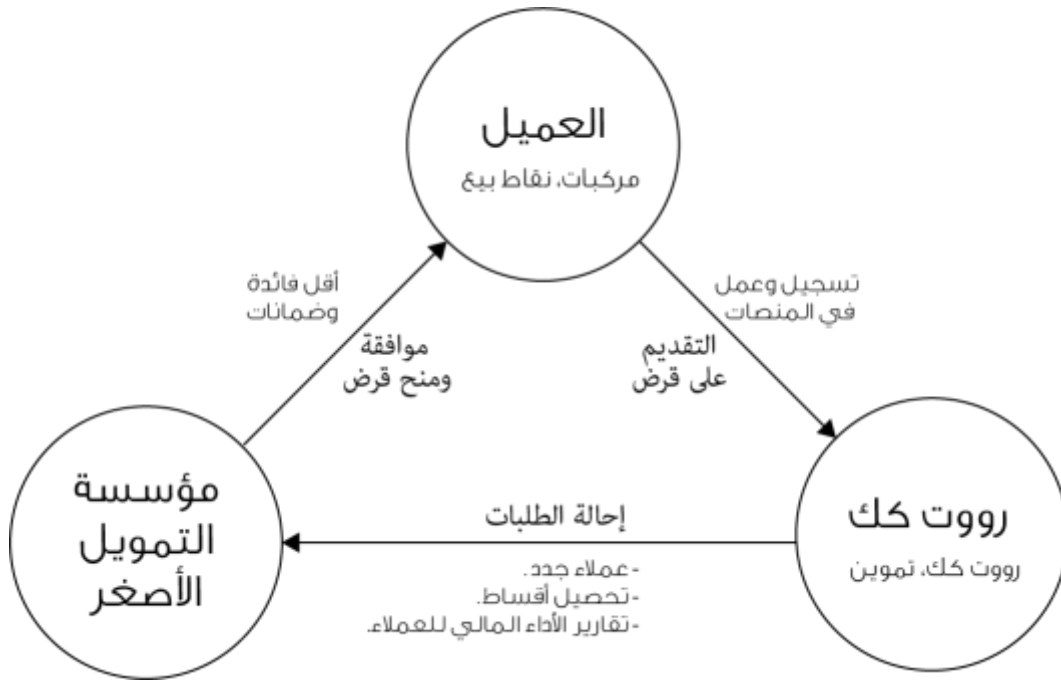 العميل
مركبات، نقاط بيع
تسجيل وعمل
في المنصات
التقديم
على قرض
أقل فائدة
وضمانات
موافقة
ومنح قرض
رووت كك
رووت كك، تموين
إحالة الطلبات
-عملاء جدد.
-تحصيل أقساط.
-تقارير الأداء المالي للعملاء.
مؤسسة
التمويل
الأصغر